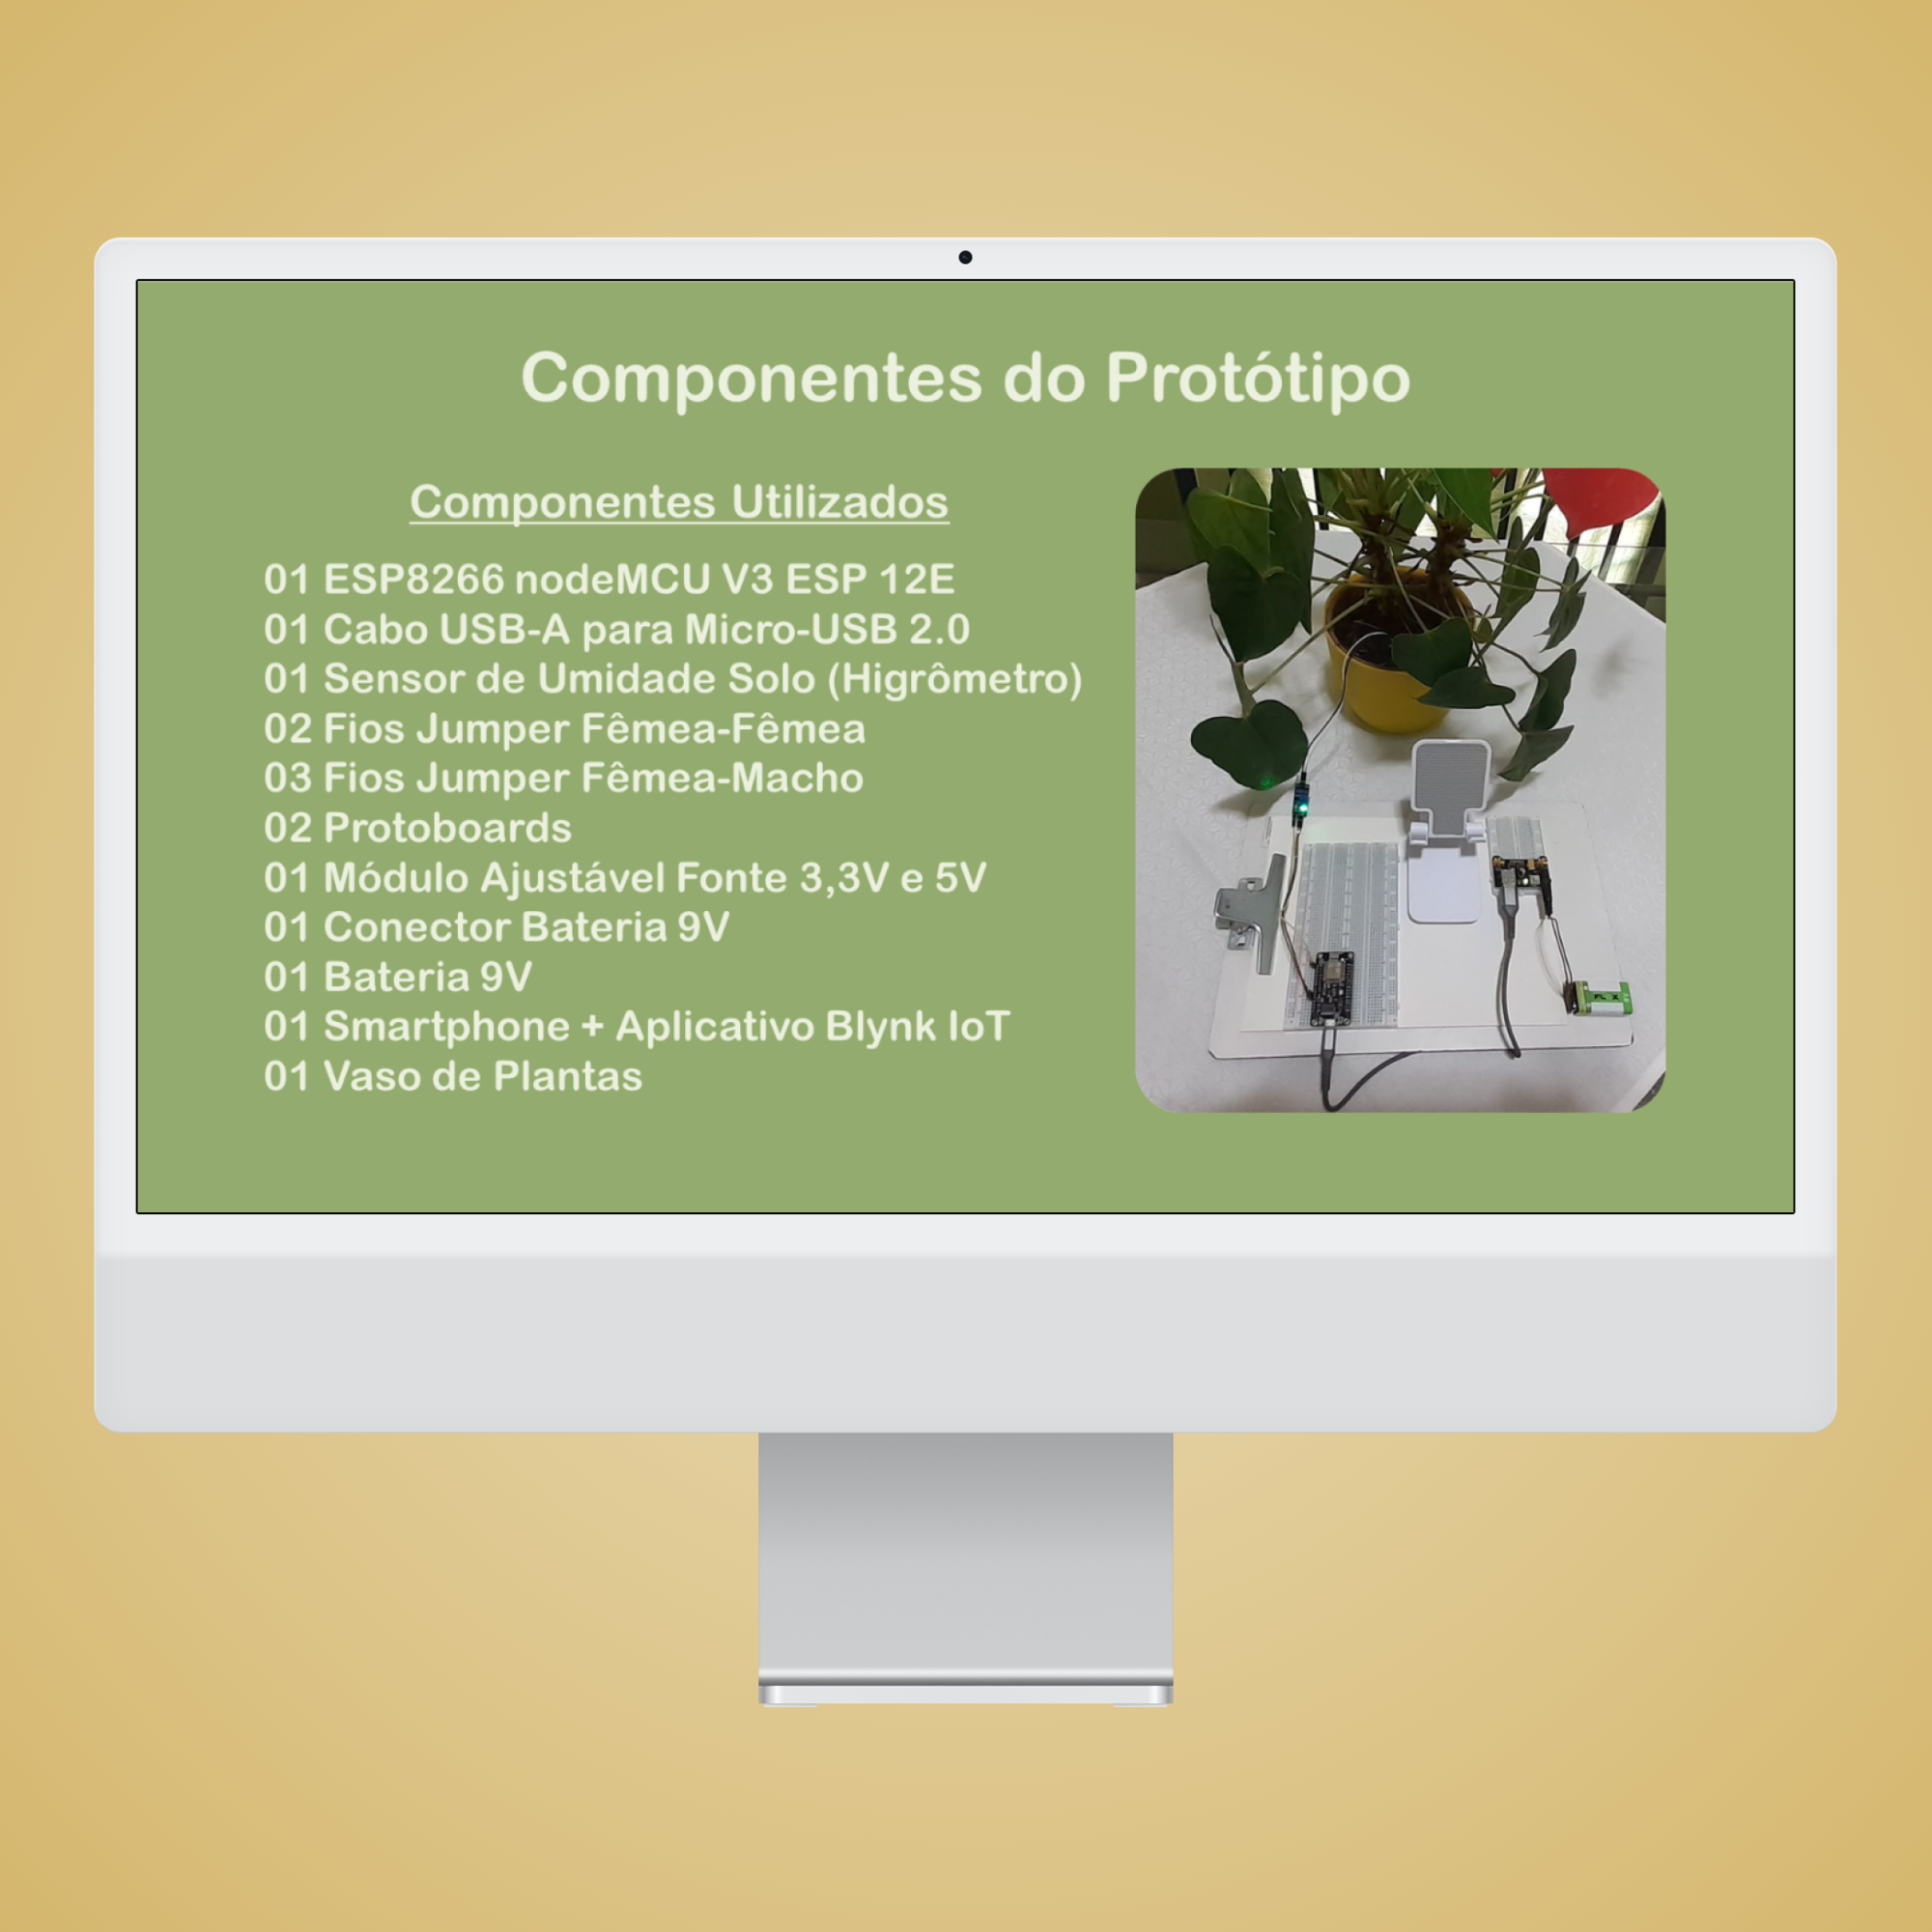 Componentes do Protótipo
Componentes Utilizados
01 ESP8266 nodeMCU V3 ESP 12E
01 Cabo USB-A para Micro-USB 2.0
01 Sensor de Umidade Solo (Higrômetro)
02 Fios Jumper Fêmea-Fêmea
03 Fios Jumper Fêmea-Macho
02 Protoboards
01 Módulo Ajustável Fonte 3,3V e 5V
01 Conector Bateria 9V
01 Bateria 9V
01 Smartphone + Aplicativo Blynk IoT
01 Vaso de Plantas